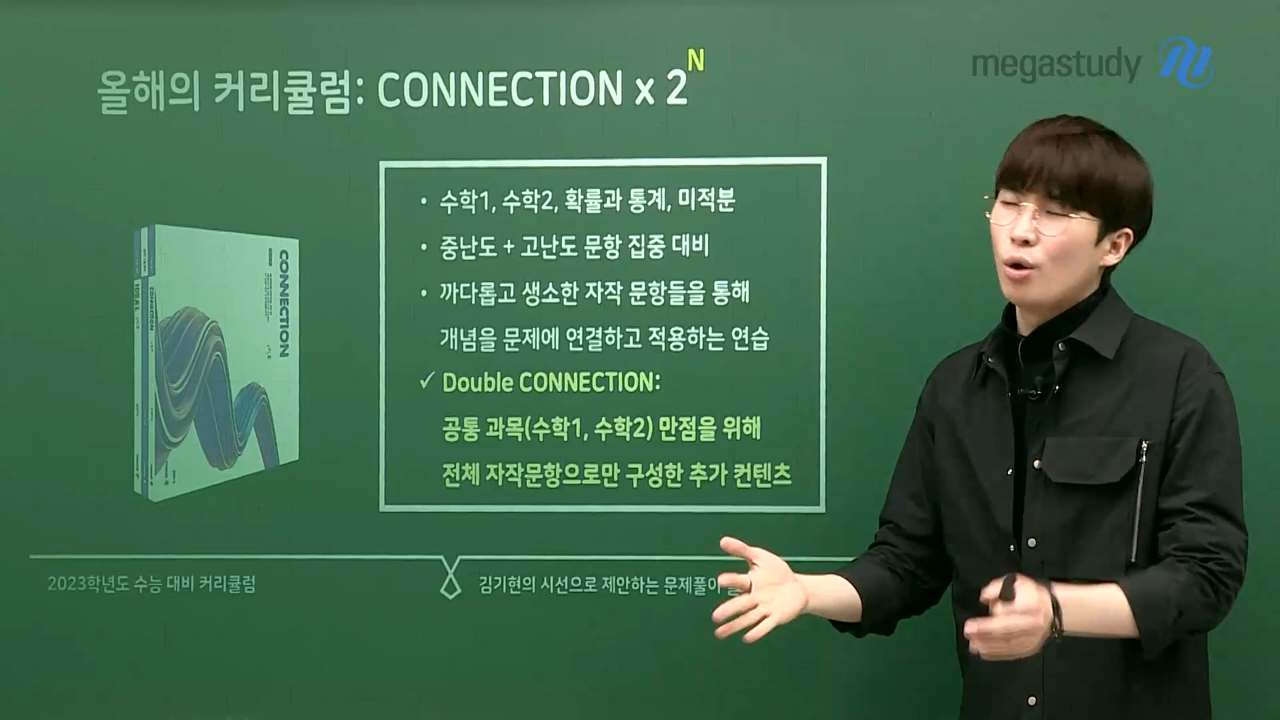 올해의 커리큘럼: CONNECTION x 2^N
megastudy
수학1, 수학2, 확률과 통계, 미적분
중난도 + 고난도 문항 집중 대비
까다롭고 생소한 자작 문항들을 통해
개념을 문제에 연결하고 적용하는 연습
✓ Double CONNECTION:
공통 과목(수학1, 수학2) 만점을 위해
전체 자작문항으로만 구성한 추가 컨텐츠
CONNECTION
CONNECTION
2023학년도 수능 대비 커리큘럼
김기현의 시선으로 제안하는 문제풀이